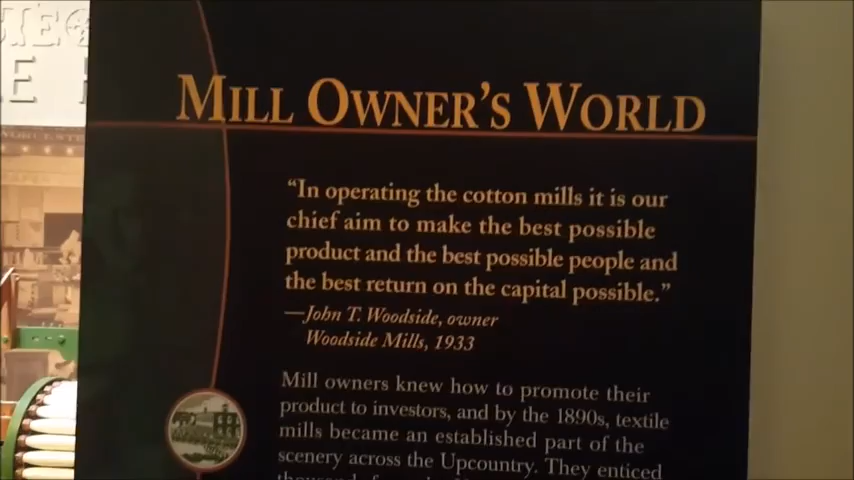 MILL OWNER'S WORLD
"In operating the cotton mills it is our
chief aim to make the best possible
product and the best possible people and
the best return on the capital possible."
—John T. Woodside, owner
Woodside Mills, 1933
Mill owners knew how to promote their
product to investors, and by the 1890s, textile
mills became an established part of the
scenery across the Upcountry. They enticed